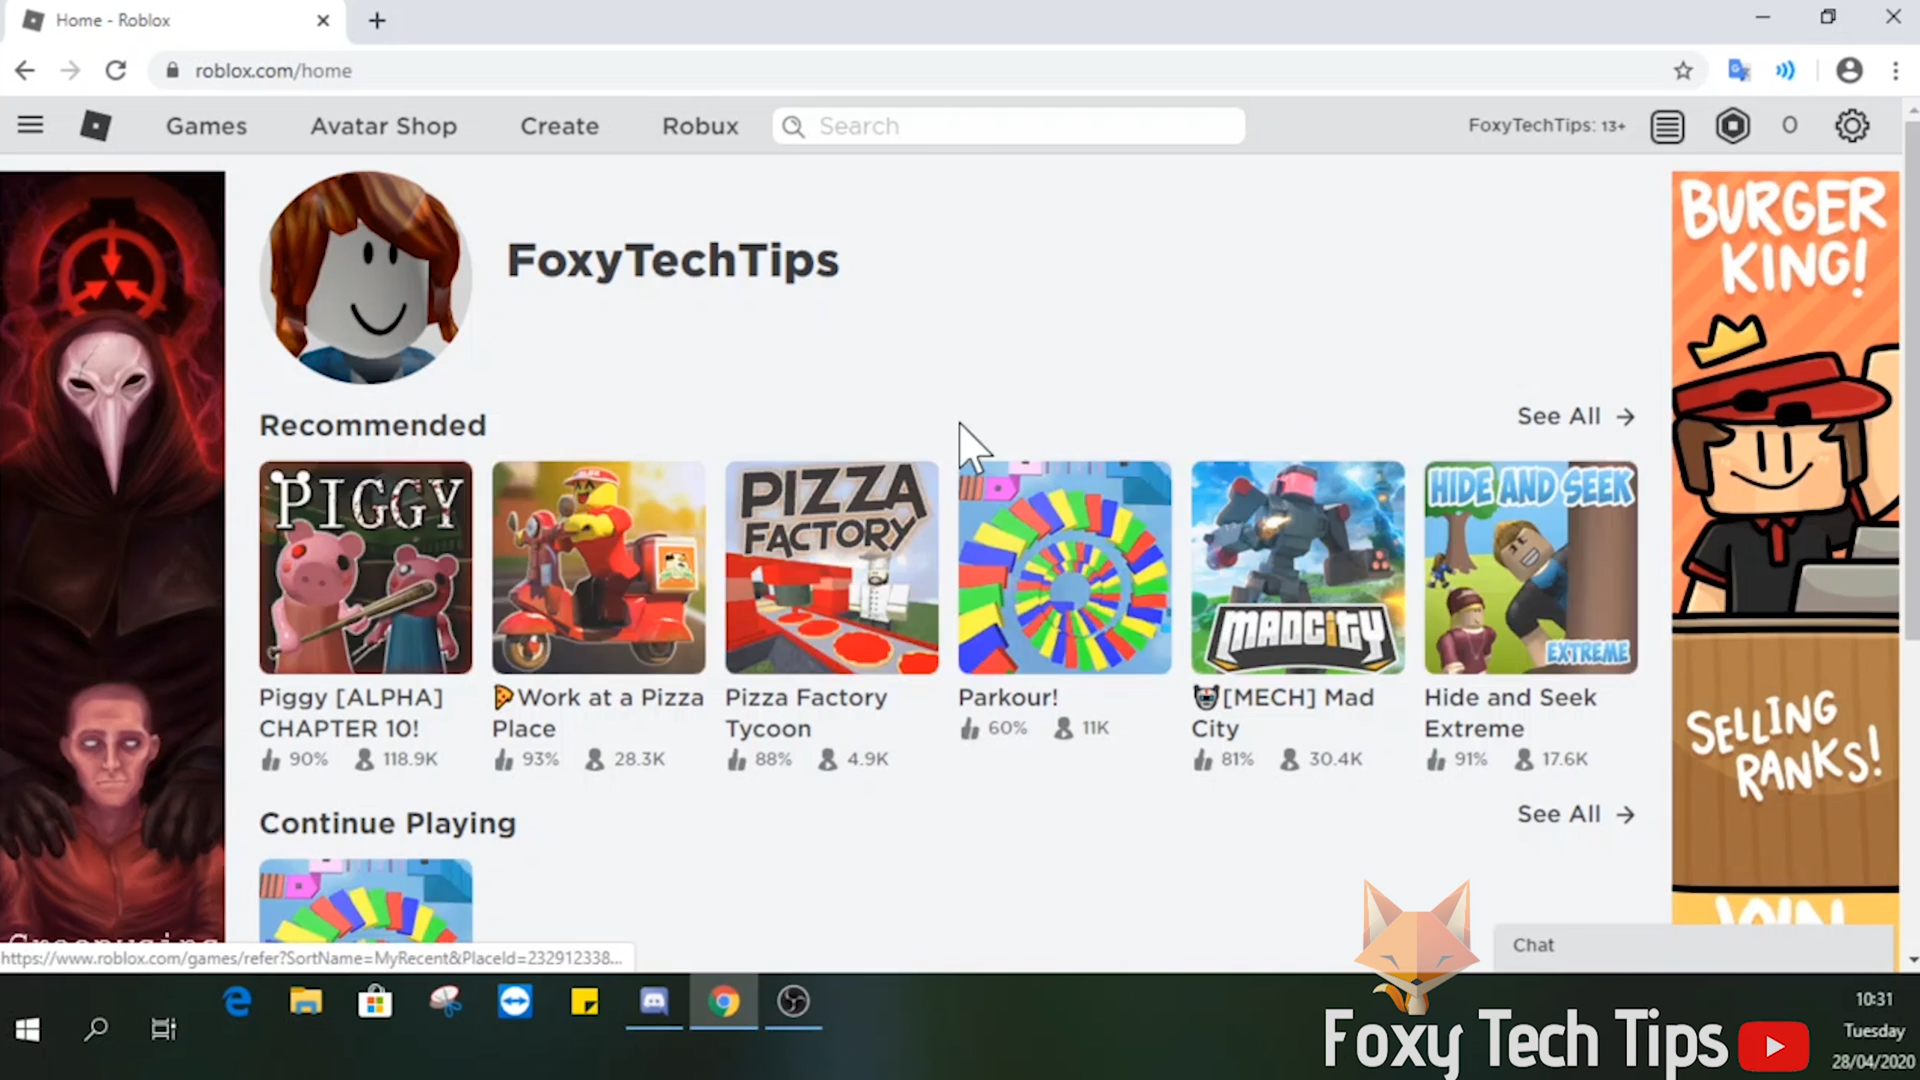 Home - Roblox
roblox.com/home
Games
Avatar Shop
Create
Robux
Search
FoxyTechTips: 13+
0
FoxyTechTips
BURGER
KING!
Recommended
See All →
PIGGY
PIZZA
FACTORY
MADCITY
HIDE AND SEEK
EXTREME
Piggy [ALPHA]
CHAPTER 10!
90% 118.9K
Work at a Pizza
Place
93% 28.3K
Pizza Factory
Tycoon
88% 4.9K
Parkour!
60% 11K
[MECH] Mad
City
81% 30.4K
Hide and Seek
Extreme
91% 17.6K
SELLING
RANKS!
Continue Playing
See All →
JOIN
Chat
https://www.roblox.com/games/refer?SortName=MyRecent&PlaceId=232912338...
Foxy Tech Tips
10:31
Tuesday
28/04/2020